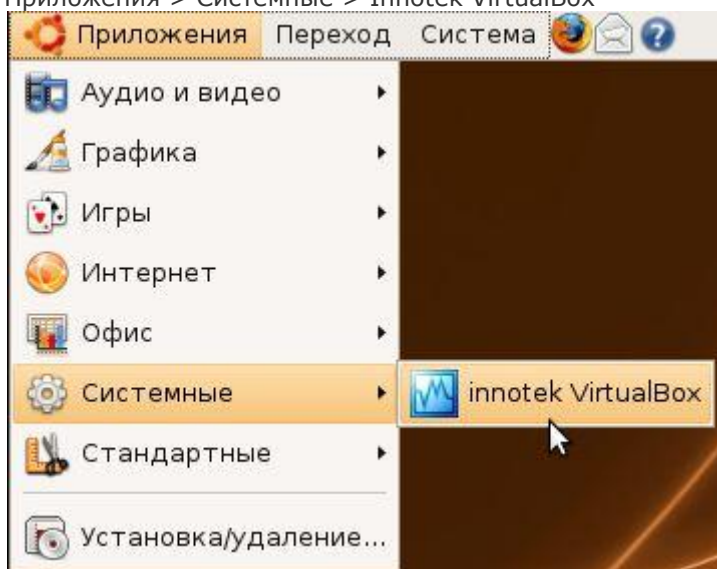 Приложения > Системные > Innotek VirtualBox
Приложения Переход Система
Аудио и видео
Графика
Игры
Интернет
Офис
Системные
innotek VirtualBox
Стандартные
Установка/удаление...